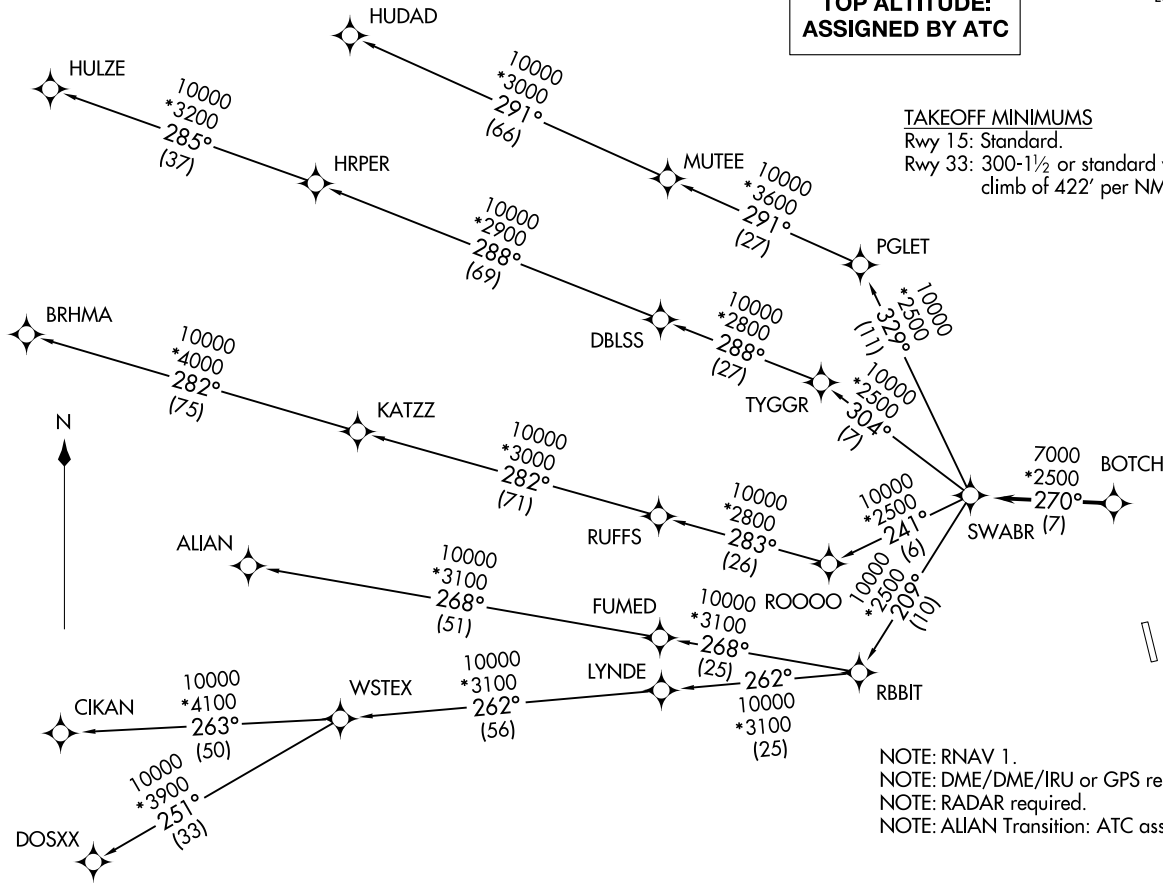 TOP ALTITUDE:
ASSIGNED BY ATC
HUDAD
HULZE
10000
*3000
291°
(66)
10000
*3200
285°
(37)
TAKEOFF MINIMUMS
Rwy 15: Standard.
Rwy 33: 300-1½ or standard
climb of 422' per NM
MUTEE
HRPER
10000
*3600
291°
(27)
10000
*2900
288°
(69)
PGLET
10000
*2500
329°
(11)
BRHMA
10000
*4000
282°
(75)
DBLSS
10000
*2800
288°
(27)
TYGGR
10000
*2500
304°
(7)
N
KATZZ
10000
*3000
282°
(71)
7000
*2500
270°
(7)
BOTCH
SWABR
10000
*2500
241°
(6)
10000
*2800
283°
(26)
RUFFS
ROOOO
10000
*2500
209°
(10)
ALIAN
10000
*3100
268°
(51)
FUMED
10000
*3100
268°
(25)
RBBIT
LYNDE
262°
10000
*3100
(25)
WSTEX
10000
*3100
262°
(56)
CIKAN
10000
*4100
263°
(50)
10000
*3900
251°
(33)
DOSXX
NOTE: RNAV 1.
NOTE: DME/DME/IRU or GPS re
NOTE: RADAR required.
NOTE: ALIAN Transition: ATC ass